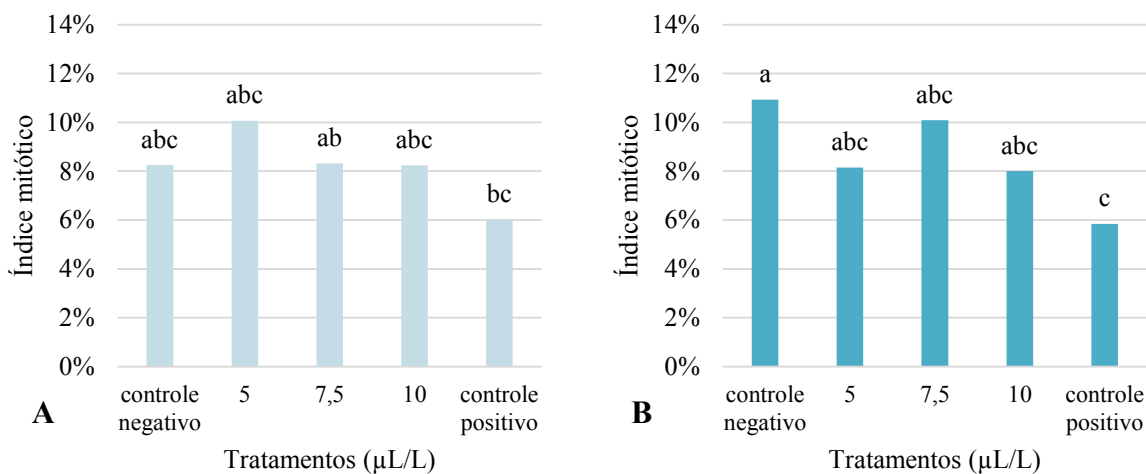 14%
12%
10%
8%
6%
4%
2%
0%
Índice mitótico
abc
abc
ab
abc
bc
controle
negativo
5
7,5
10
controle
positivo
A
Tratamentos (µL/L)
14%
12%
10%
8%
6%
4%
2%
0%
Índice mitótico
a
abc
abc
abc
c
controle
negativo
5
7,5
10
controle
positivo
B
Tratamentos (µL/L)